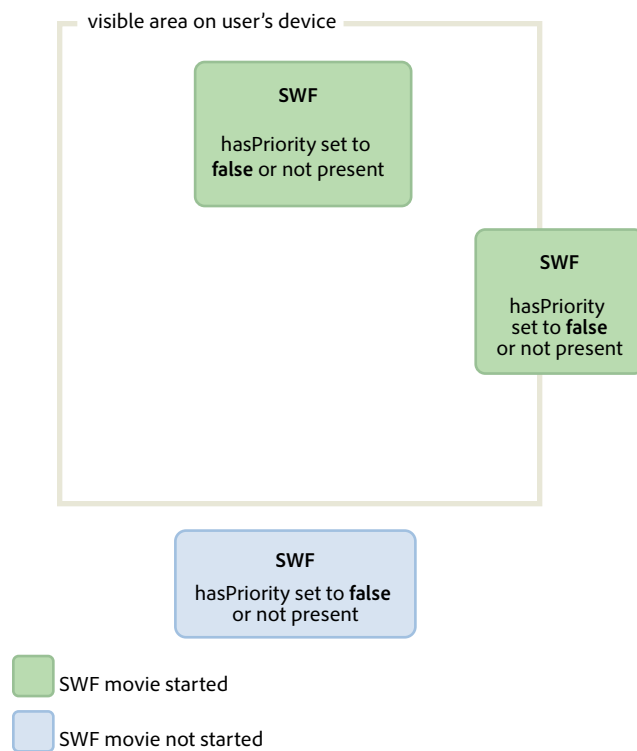 visible area on user's device
SWF
hasPriority set to
false or not present
SWF
hasPriority
set to false
or not present
SWF
hasPriority set to false
or not present
SWF movie started
SWF movie not started